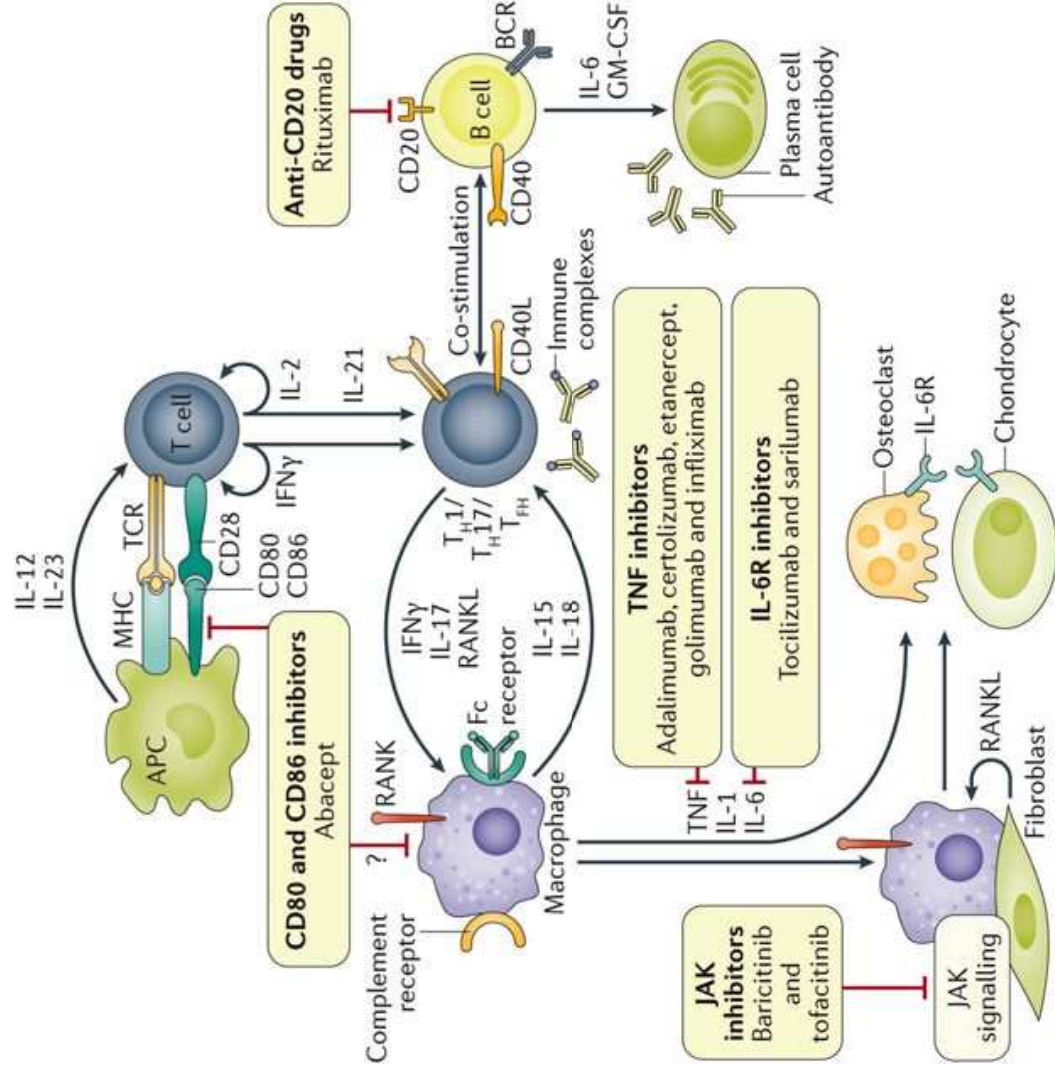 IL-12
IL-23
MHC
TCR
APC
T cell
CD28
CD80
CD86
IFNγ
IL-2
IL-21
Anti-CD20 drugs
Rituximab
CD20
B cell
BCR
CD40
Co-stimulation
CD40L
IL-6
GM-CSF
Plasma cell
Autoantibody
Immune
complexes
CD80 and CD86 inhibitors
Abacept
?
RANK
Complement
receptor
Macrophage
Fc
receptor
IFNγ
IL-17
RANKL
TH1/
TH17/
TFH
IL-15
IL-18
TNF
IL-1
IL-6
TNF inhibitors
Adalimumab, certolizumab, etanercept,
golimumab and infliximab
IL-6R inhibitors
Tocilizumab and sarilumab
JAK
inhibitors
Baricitinib
and
tofacitinib
JAK
signalling
Fibroblast
RANKL
Osteoclast
IL-6R
Chondrocyte